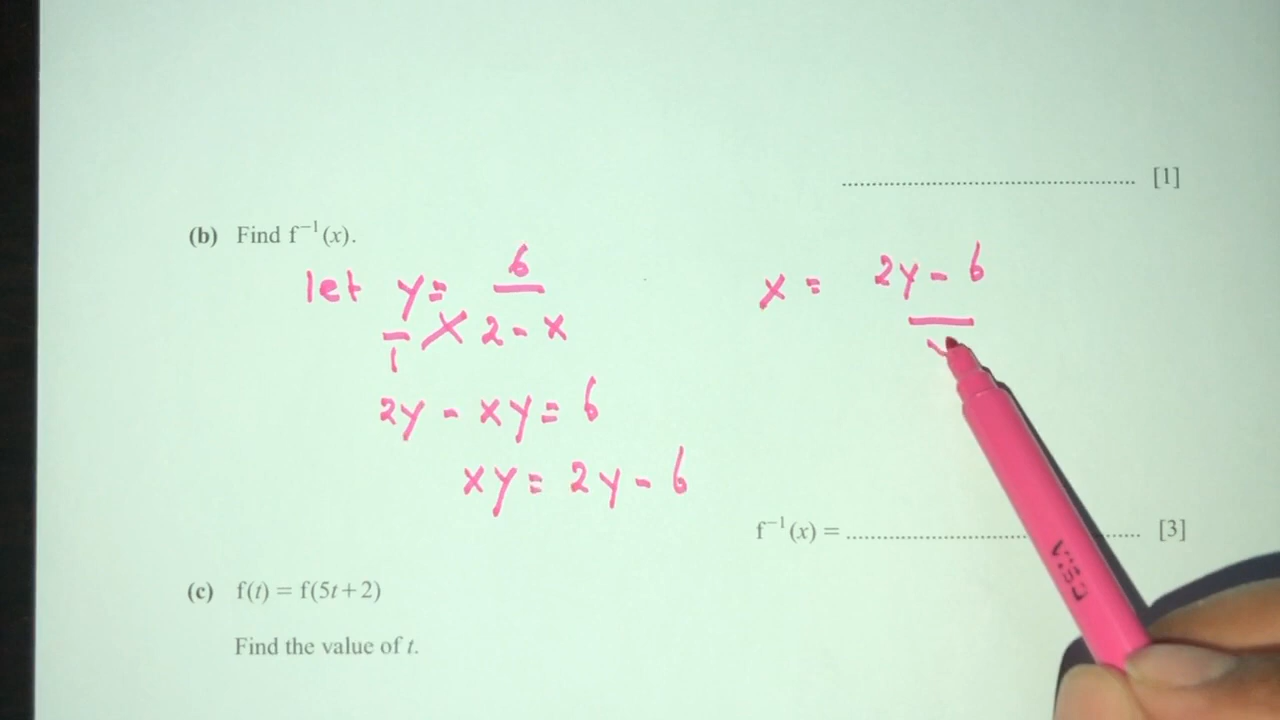 [1]
(b) Find f⁻¹(x).
let y = 6
1 2 - x
2y - xy = 6
xy = 2y - 6
x = 2y - 6
f⁻¹(x) = [3]
(c) f(t) = f(5t+2)
Find the value of t.